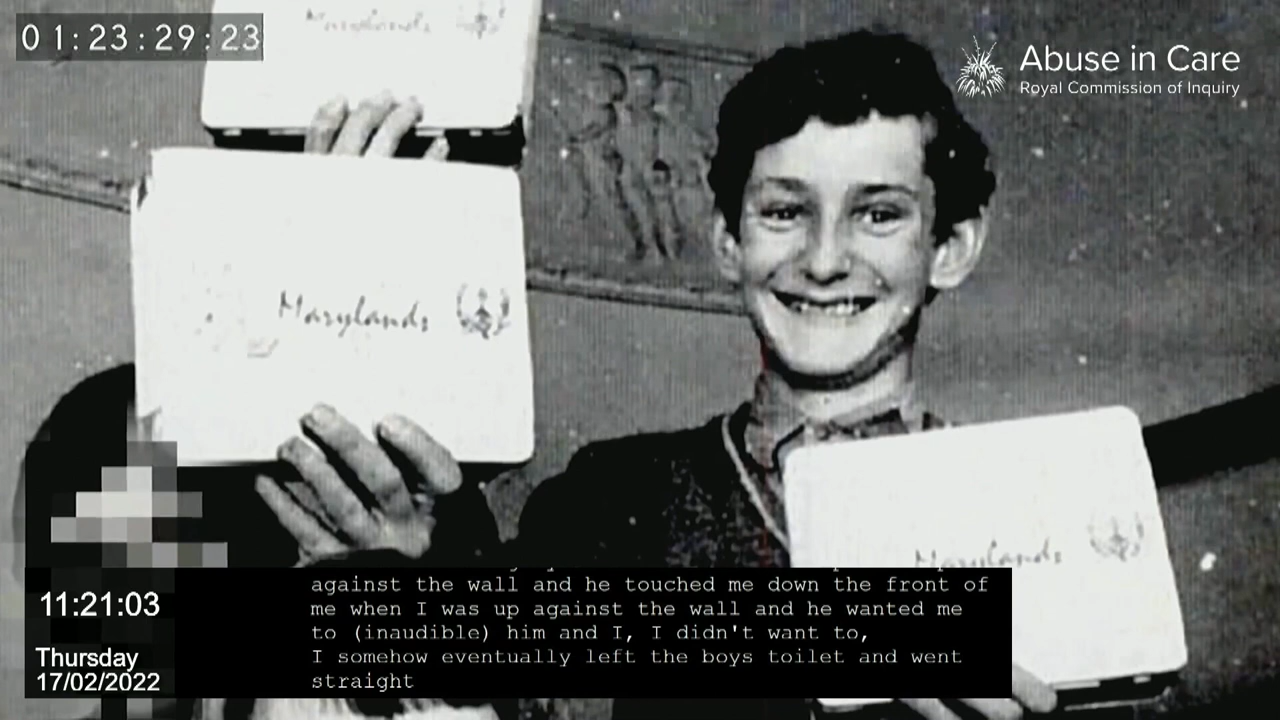 01:23:29:23
Abuse in Care
Royal Commission of Inquiry
Marylands
Marylands
Marylands
against the wall and he touched me down the front of
me when I was up against the wall and he wanted me
to (inaudible) him and I, I didn't want to,
I somehow eventually left the boys toilet and went
straight
11:21:03
Thursday
17/02/2022